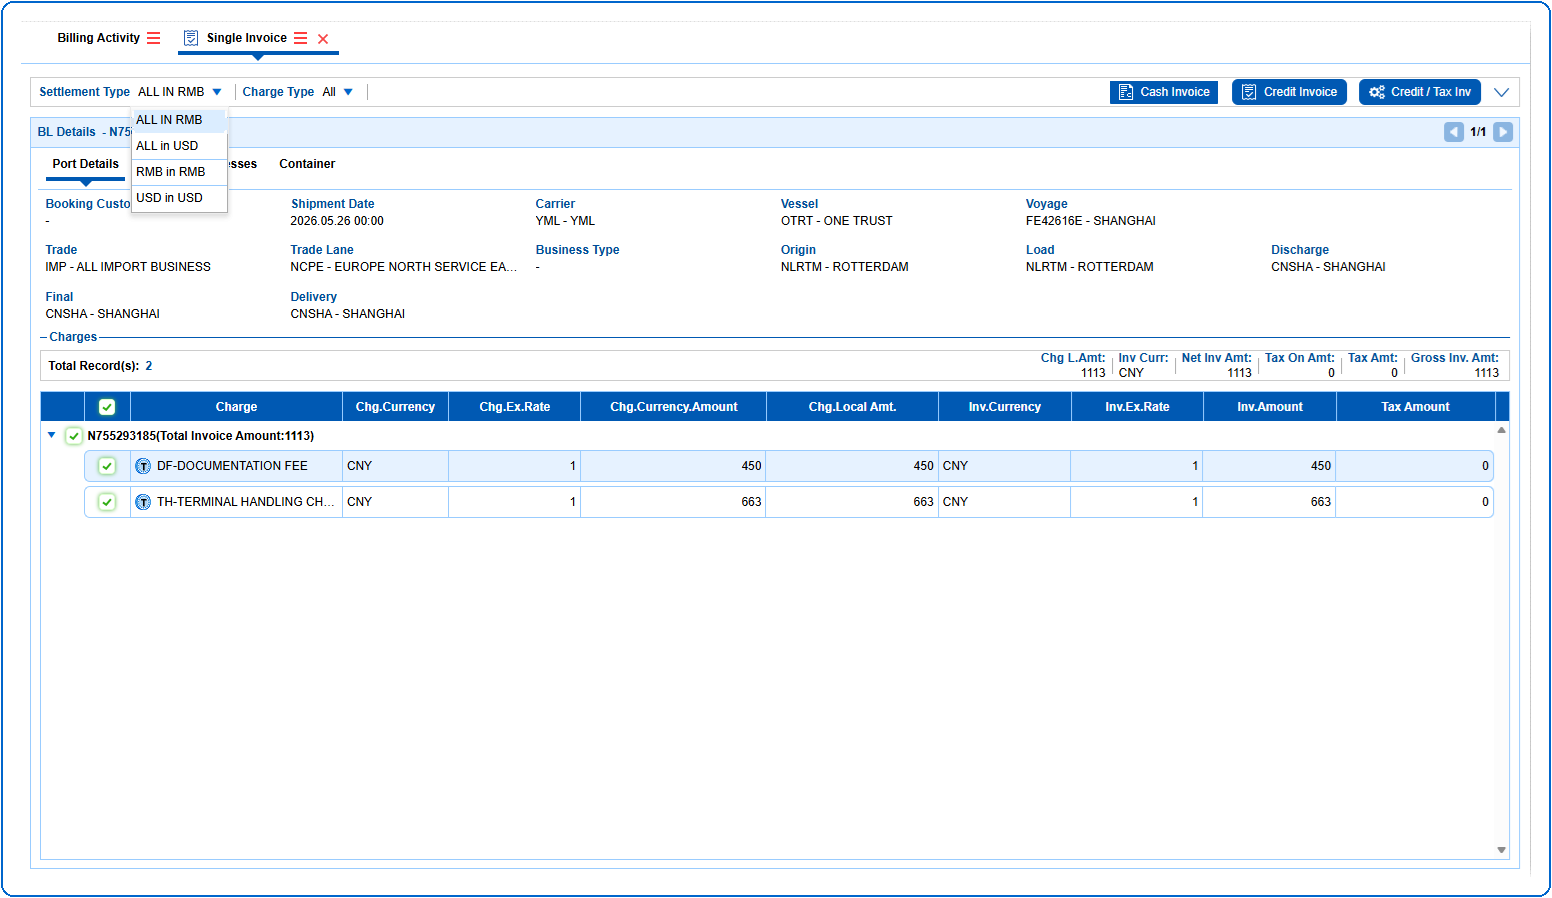 Billing Activity Single Invoice
Settlement Type ALL IN RMB Charge Type All Cash Invoice Credit Invoice Credit / Tax Inv
ALL IN RMB
ALL in USD
RMB in RMB
USD in USD
BL Details - N75 1/1
Port Details sses Container
Booking Custo Shipment Date Carrier Vessel Voyage
- 2026.05.26 00:00 YML - YML OTRT - ONE TRUST FE42616E - SHANGHAI
Trade Trade Lane Business Type Origin Load Discharge
IMP - ALL IMPORT BUSINESS NCPE - EUROPE NORTH SERVICE EA... - NLRTM - ROTTERDAM NLRTM - ROTTERDAM CNSHA - SHANGHAI
Final Delivery
CNSHA - SHANGHAI CNSHA - SHANGHAI
Charges
Total Record(s): 2
Chg L.Amt: Inv Curr: Net Inv Amt: Tax On Amt: Tax Amt: Gross Inv. Amt:
1113 CNY 1113 0 0 1113
Charge Chg.Currency Chg.Ex.Rate Chg.Currency.Amount Chg.Local Amt. Inv.Currency Inv.Ex.Rate Inv.Amount Tax Amount
N755293185(Total Invoice Amount:1113)
T DF-DOCUMENTATION FEE CNY 1 450 450 CNY 1 450 0
T TH-TERMINAL HANDLING CH... CNY 1 663 663 CNY 1 663 0